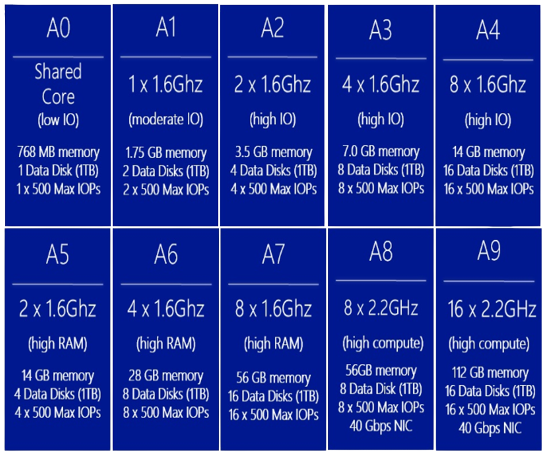 A0
Shared
Core
(low IO)
768 MB memory
1 Data Disk (1TB)
1 x 500 Max IOPs
A1
1 x 1.6Ghz
(moderate IO)
1.75 GB memory
2 Data Disks (1TB)
2 x 500 Max IOPs
A2
2 x 1.6Ghz
(high IO)
3.5 GB memory
4 Data Disks (1TB)
4 x 500 Max IOPs
A3
4 x 1.6Ghz
(high IO)
7.0 GB memory
8 Data Disks (1TB)
8 x 500 Max IOPs
A4
8 x 1.6Ghz
(high IO)
14 GB memory
16 Data Disks (1TB)
16 x 500 Max IOPs
A5
2 x 1.6Ghz
(high RAM)
14 GB memory
4 Data Disks (1TB)
4 x 500 Max IOPs
A6
4 x 1.6Ghz
(high RAM)
28 GB memory
8 Data Disks (1TB)
8 x 500 Max IOPs
A7
8 x 1.6Ghz
(high RAM)
56 GB memory
16 Data Disks (1TB)
16 x 500 Max IOPs
A8
8 x 2.2GHz
(high compute)
56GB memory
8 Data Disk (1TB)
8 x 500 Max IOPs
40 Gbps NIC
A9
16 x 2.2GHz
(high compute)
112 GB memory
16 Data Disks (1TB)
16 x 500 Max IOPs
40 Gbps NIC